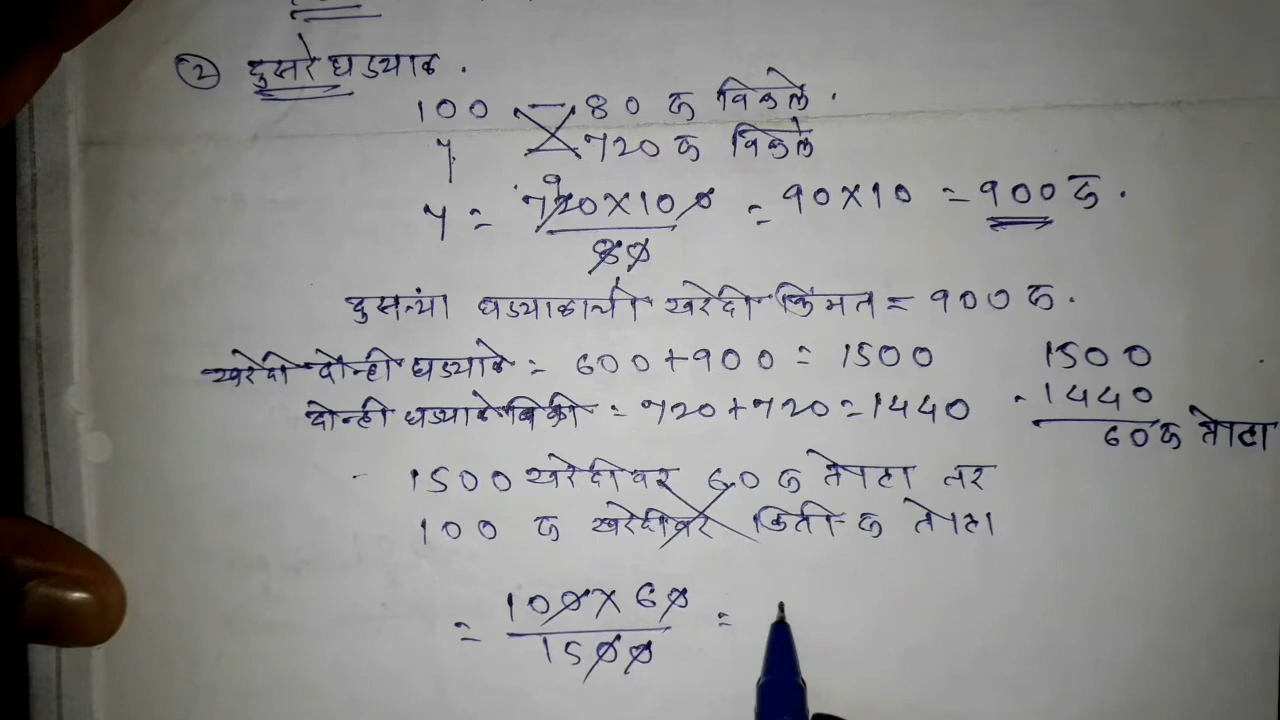 ② दुसरे घड्याळ.
100 80 रु विकले.
y 720 रु विकले
y = 720×100 / 80 = 90×10 = 900 रु.
दुसऱ्या घड्याळाची खरेदी किंमत = 900 रु.
खरेदी दोन्ही घड्याळे = 600+900 = 1500
दोन्ही घड्याळे विक्री = 720+720 = 1440
1500
- 1440
60 रु तोटा
1500 खरेदीवर 60 रु तोटा तर
100 रु खरेदीवर किती रु तोटा
= 100 × 60 / 1500 =